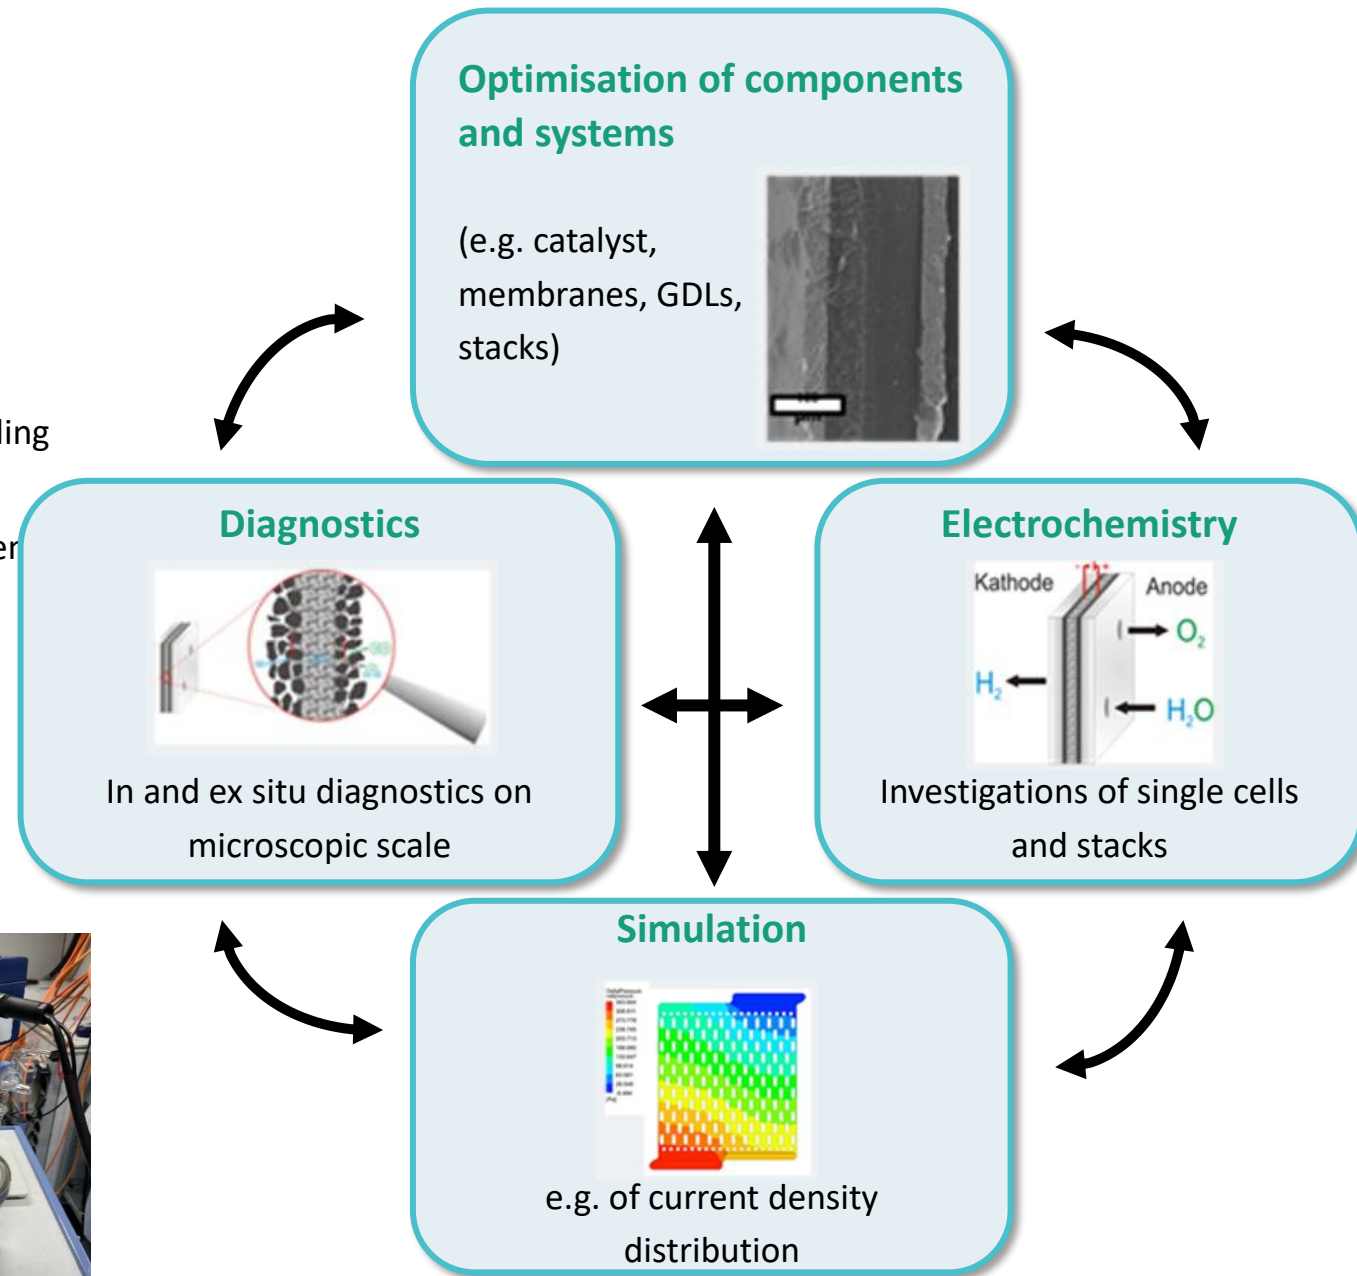 Optimisation of components
and systems
(e.g. catalyst,
membranes, GDLs,
stacks)
ling
er
Diagnostics
In and ex situ diagnostics on
microscopic scale
Electrochemistry
Kathode
Anode
O₂
H₂
H₂O
Investigations of single cells
and stacks
Simulation
e.g. of current density
distribution